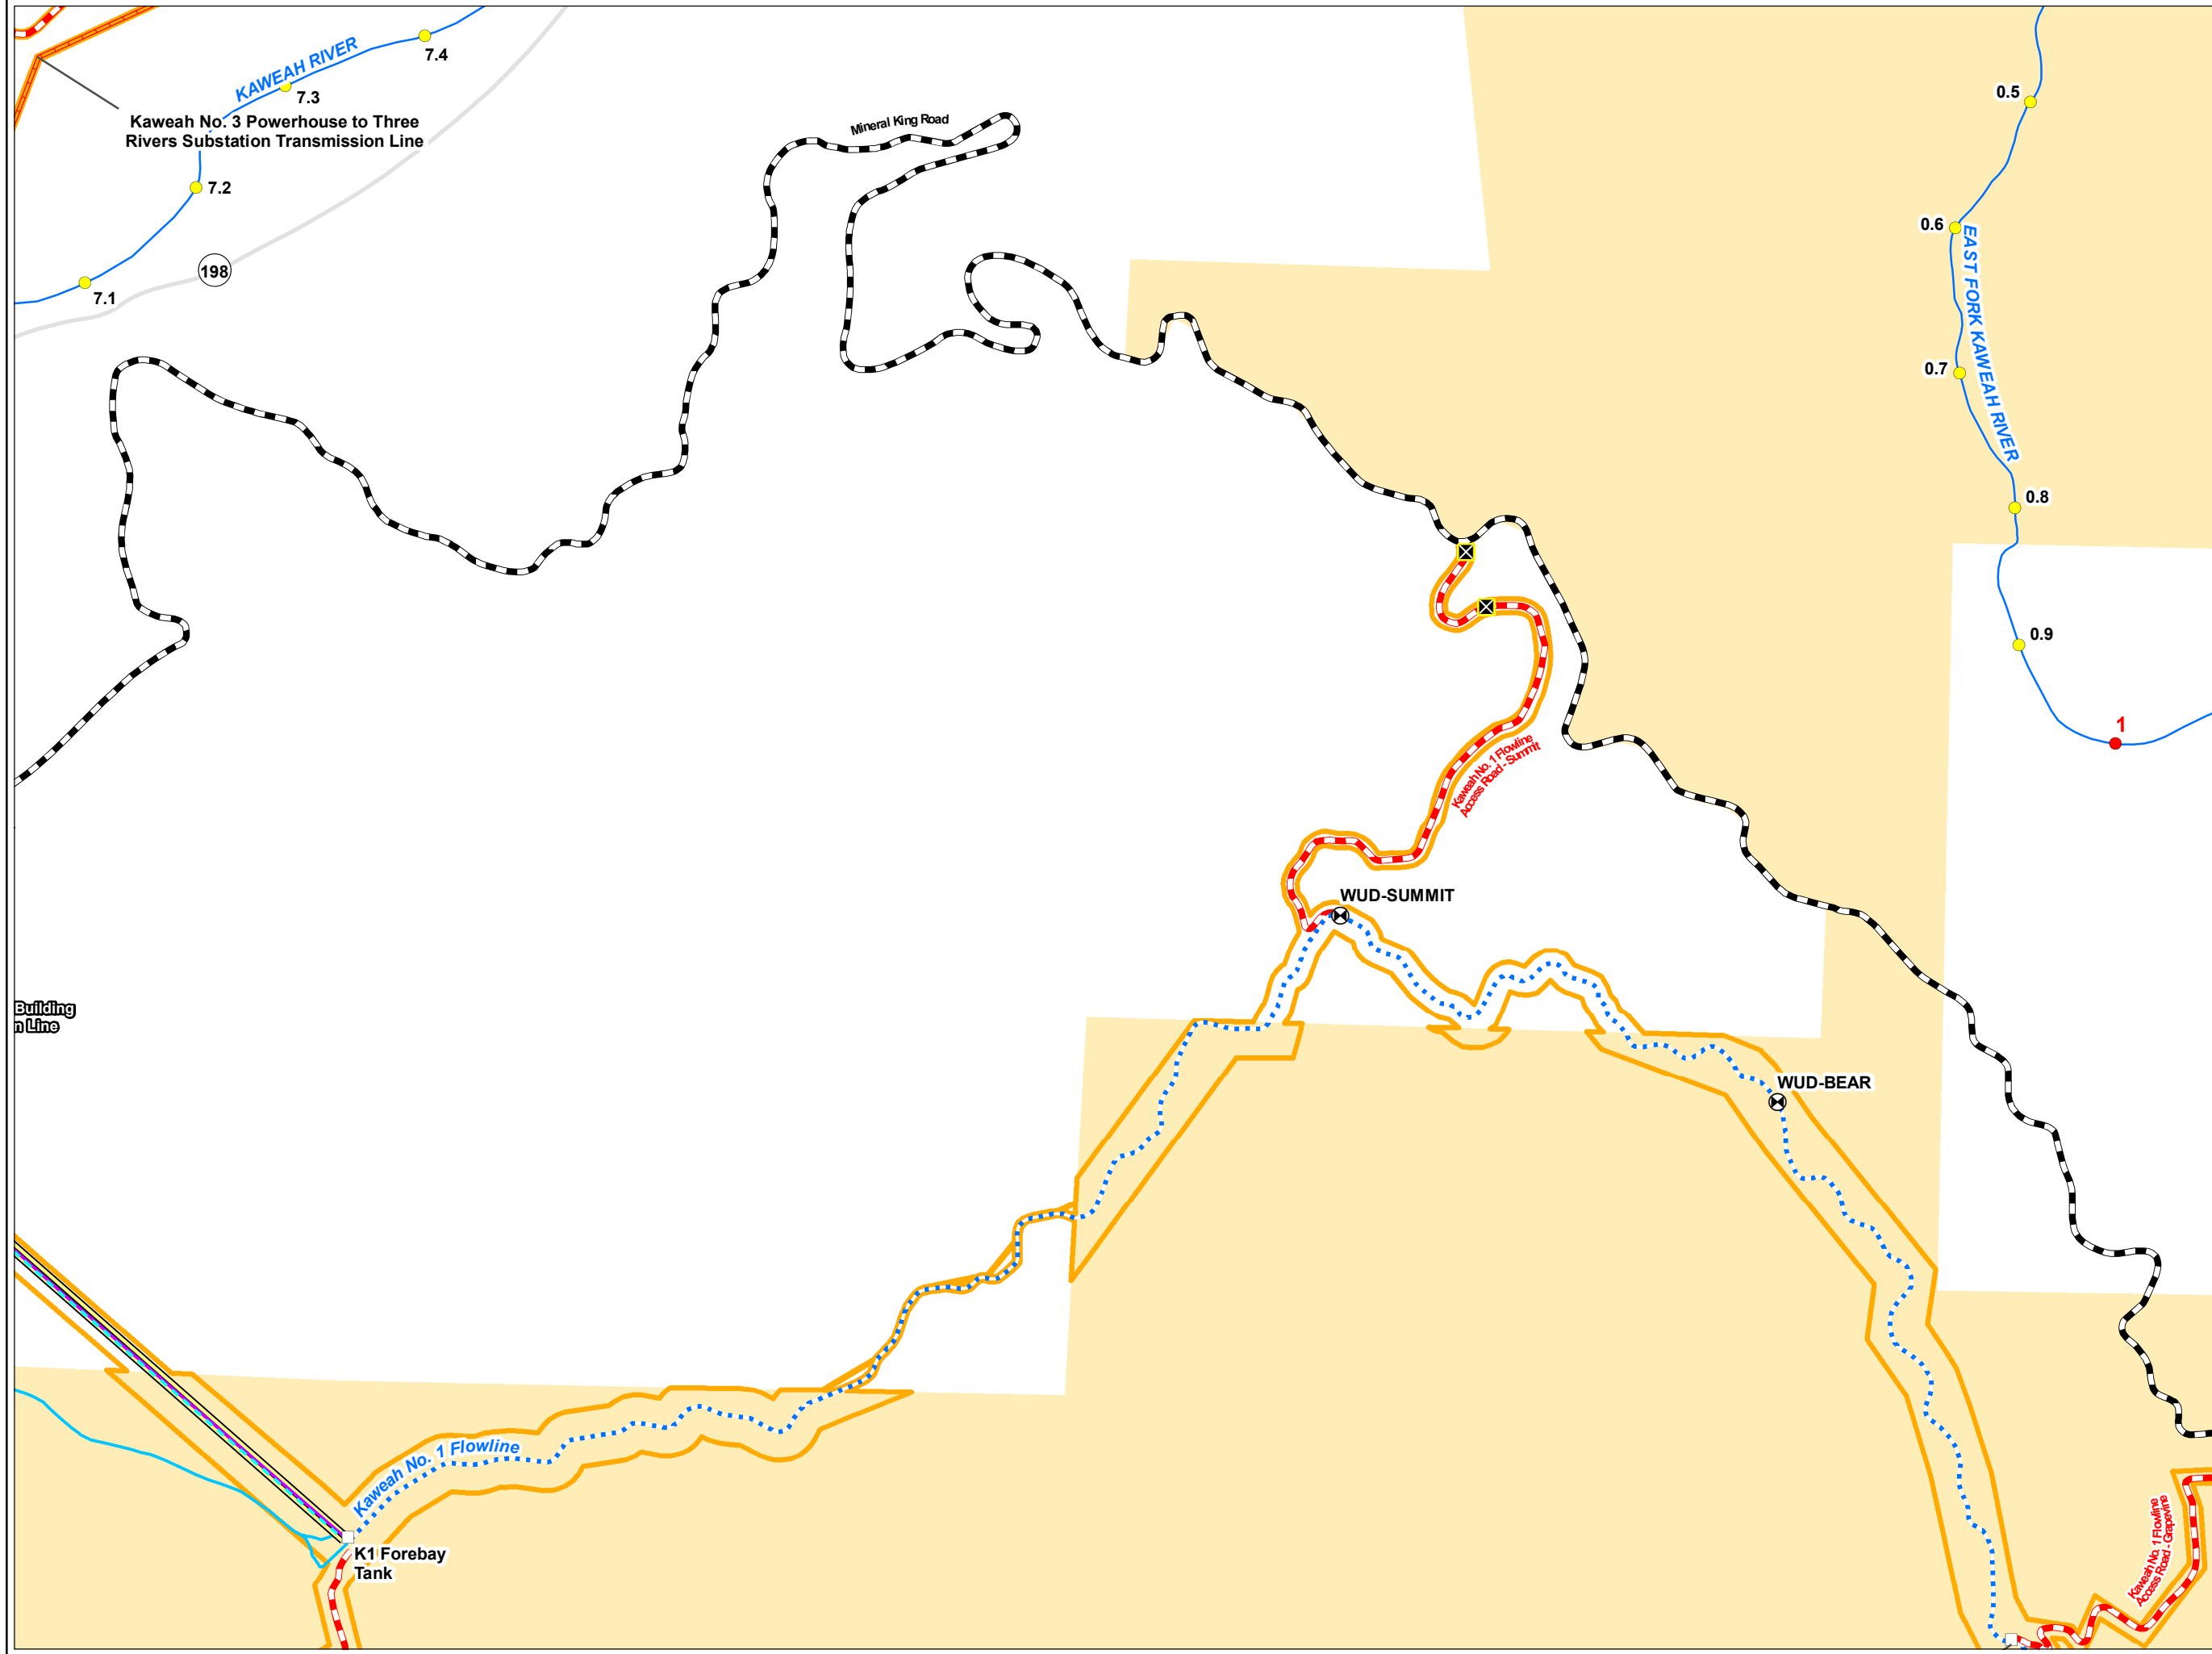 7.4
KAWEAH RIVER
7.3
Kaweah No. 3 Powerhouse to Three
Rivers Substation Transmission Line
Mineral King Road
0.5
7.2
0.6
EAST FORK KAWEAH RIVER
198
7.1
0.7
0.8
0.9
1
Kaweah No. 1 Flowline
Access Road - Summit
WUD-SUMMIT
Building
n Line
WUD-BEAR
Kaweah No. 1 Flowline
K1 Forebay
Tank
Kaweah No. 1 Flowline
Access Road - Grapevine